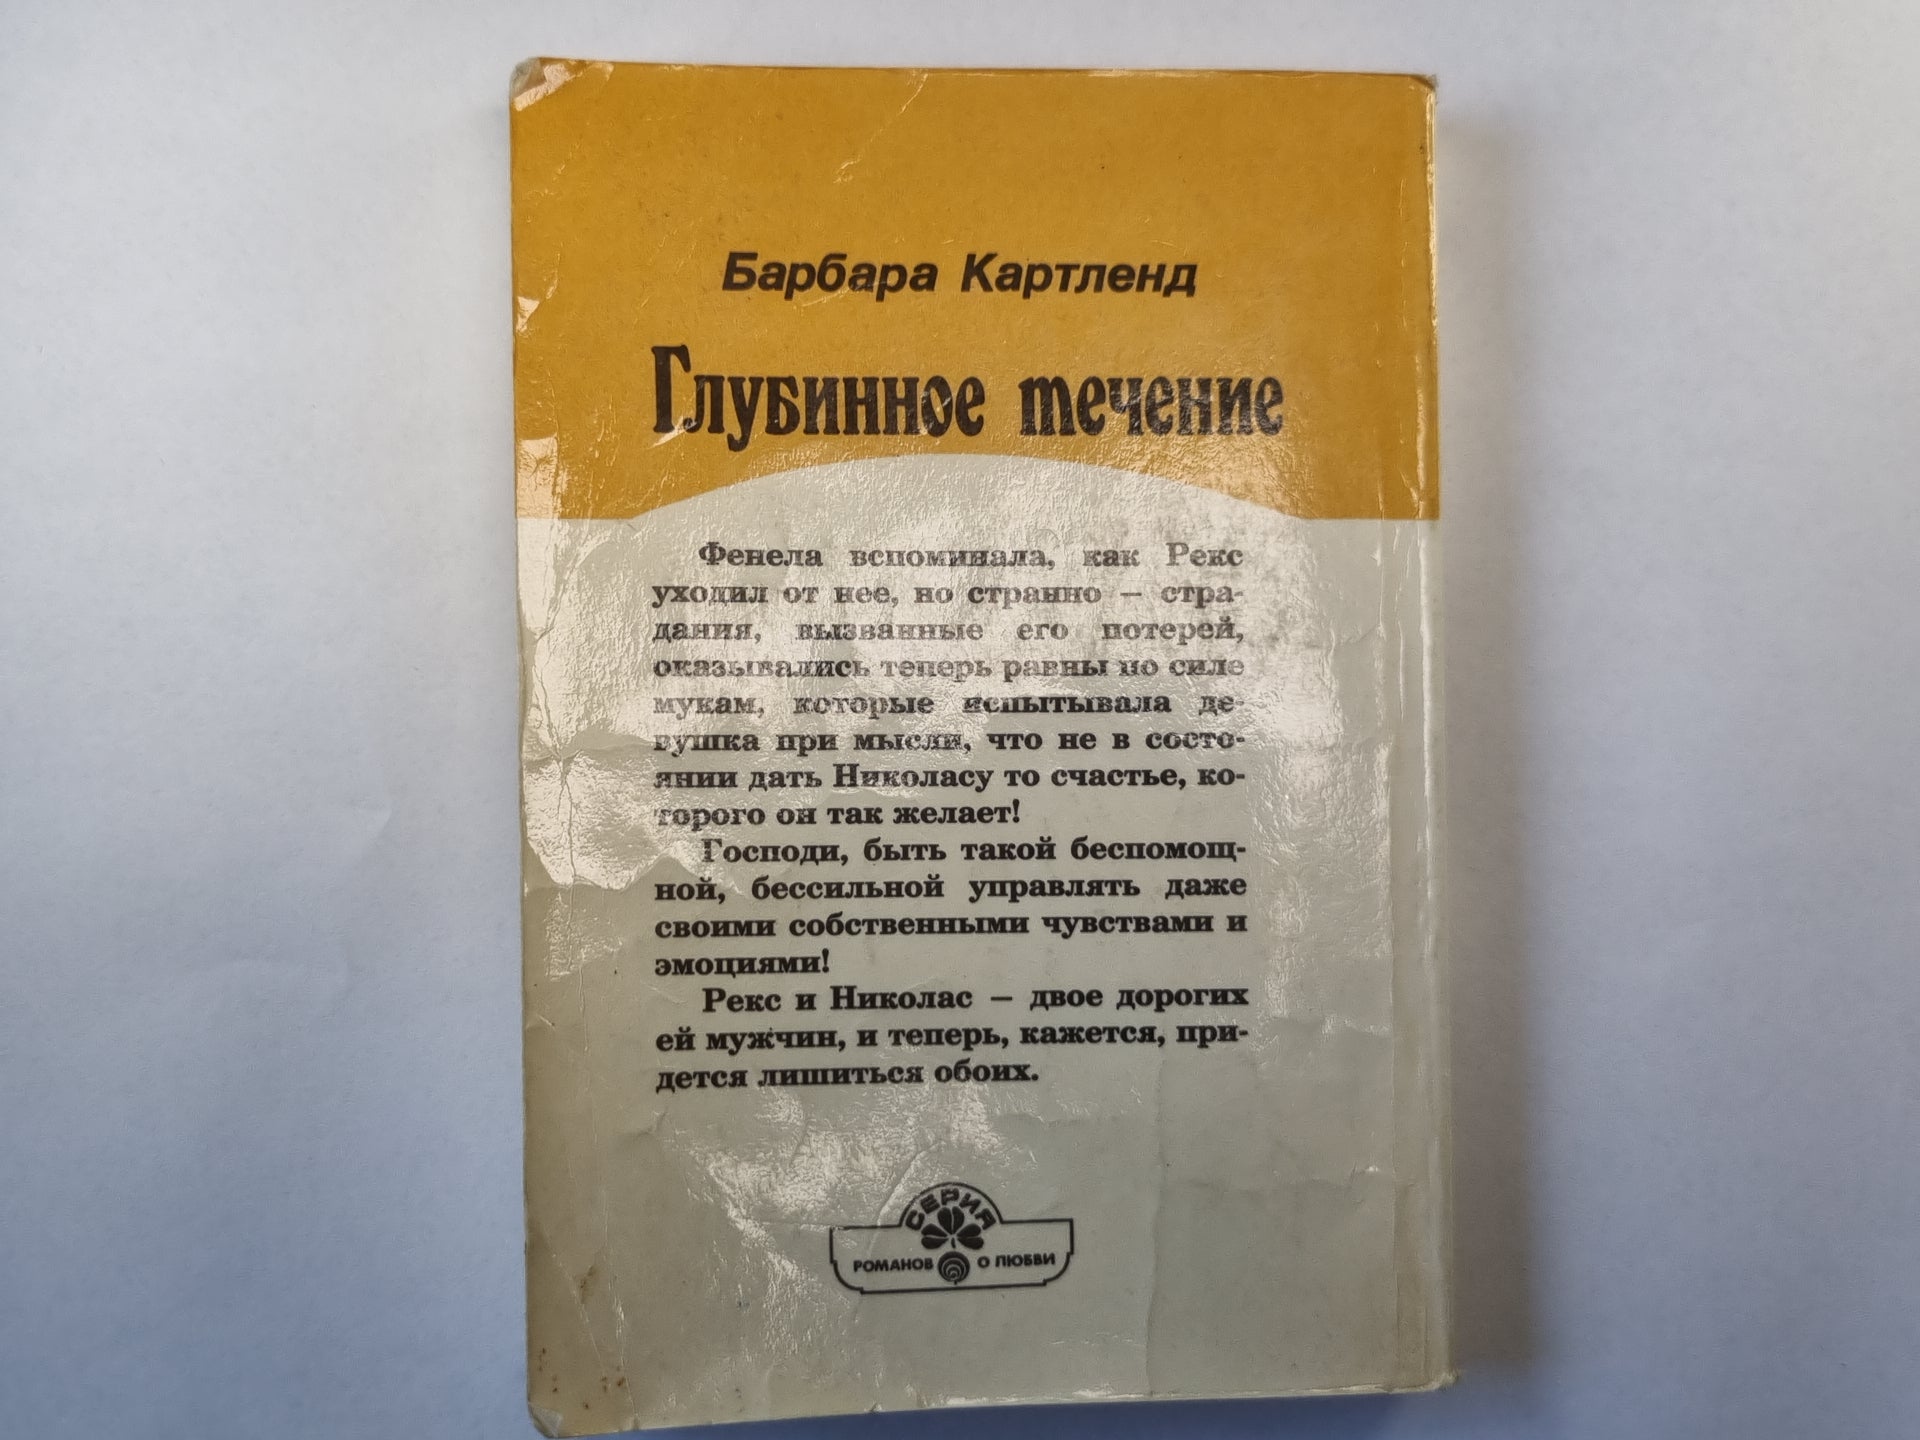 Барбара Картленд
Глубинное течение
Фенела вспоминала, как Рекс
уходил от нее, но странно — стра-
дания, вызванные его потерей,
оказывались теперь равны по силе
мукам, которые испытывала де-
вушка при мысли, что не в состо-
янии дать Николасу то счастье, ко-
торого он так желает!
Господи, быть такой беспомощ-
ной, бессильной управлять даже
своими собственными чувствами и
эмоциями!
Рекс и Николас — двое дорогих
ей мужчин, и теперь, кажется, при-
дется лишиться обоих.
СЕРИЯ
РОМАНОВ О ЛЮБВИ